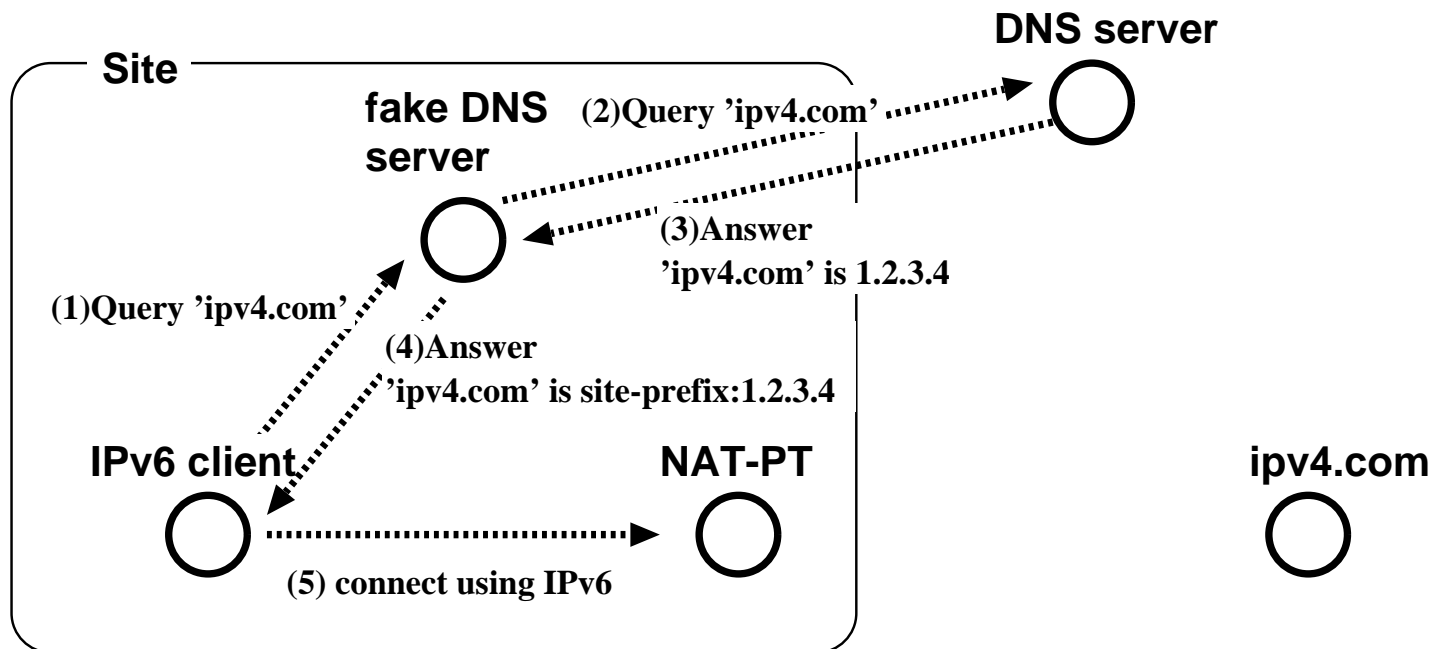 DNS server
Site
fake DNS
server
(2)Query ’ipv4.com’
(3)Answer
’ipv4.com’ is 1.2.3.4
(1)Query ’ipv4.com’
(4)Answer
’ipv4.com’ is site-prefix:1.2.3.4
IPv6 client
NAT-PT
ipv4.com
(5) connect using IPv6